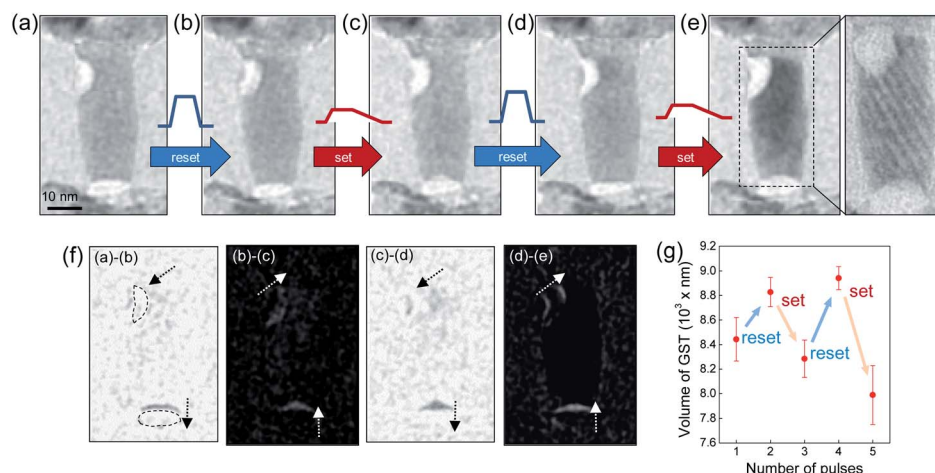 (a)
(b)
(c)
(d)
(e)
reset
set
reset
set
10 nm
(f)
(a)-(b)
(b)-(c)
(c)-(d)
(d)-(e)
(g)
Volume of GST (10³ x nm)
9.2
9.0
8.8
8.6
8.4
8.2
8.0
7.8
7.6
reset
set
reset
set
1 2 3 4 5
Number of pulses